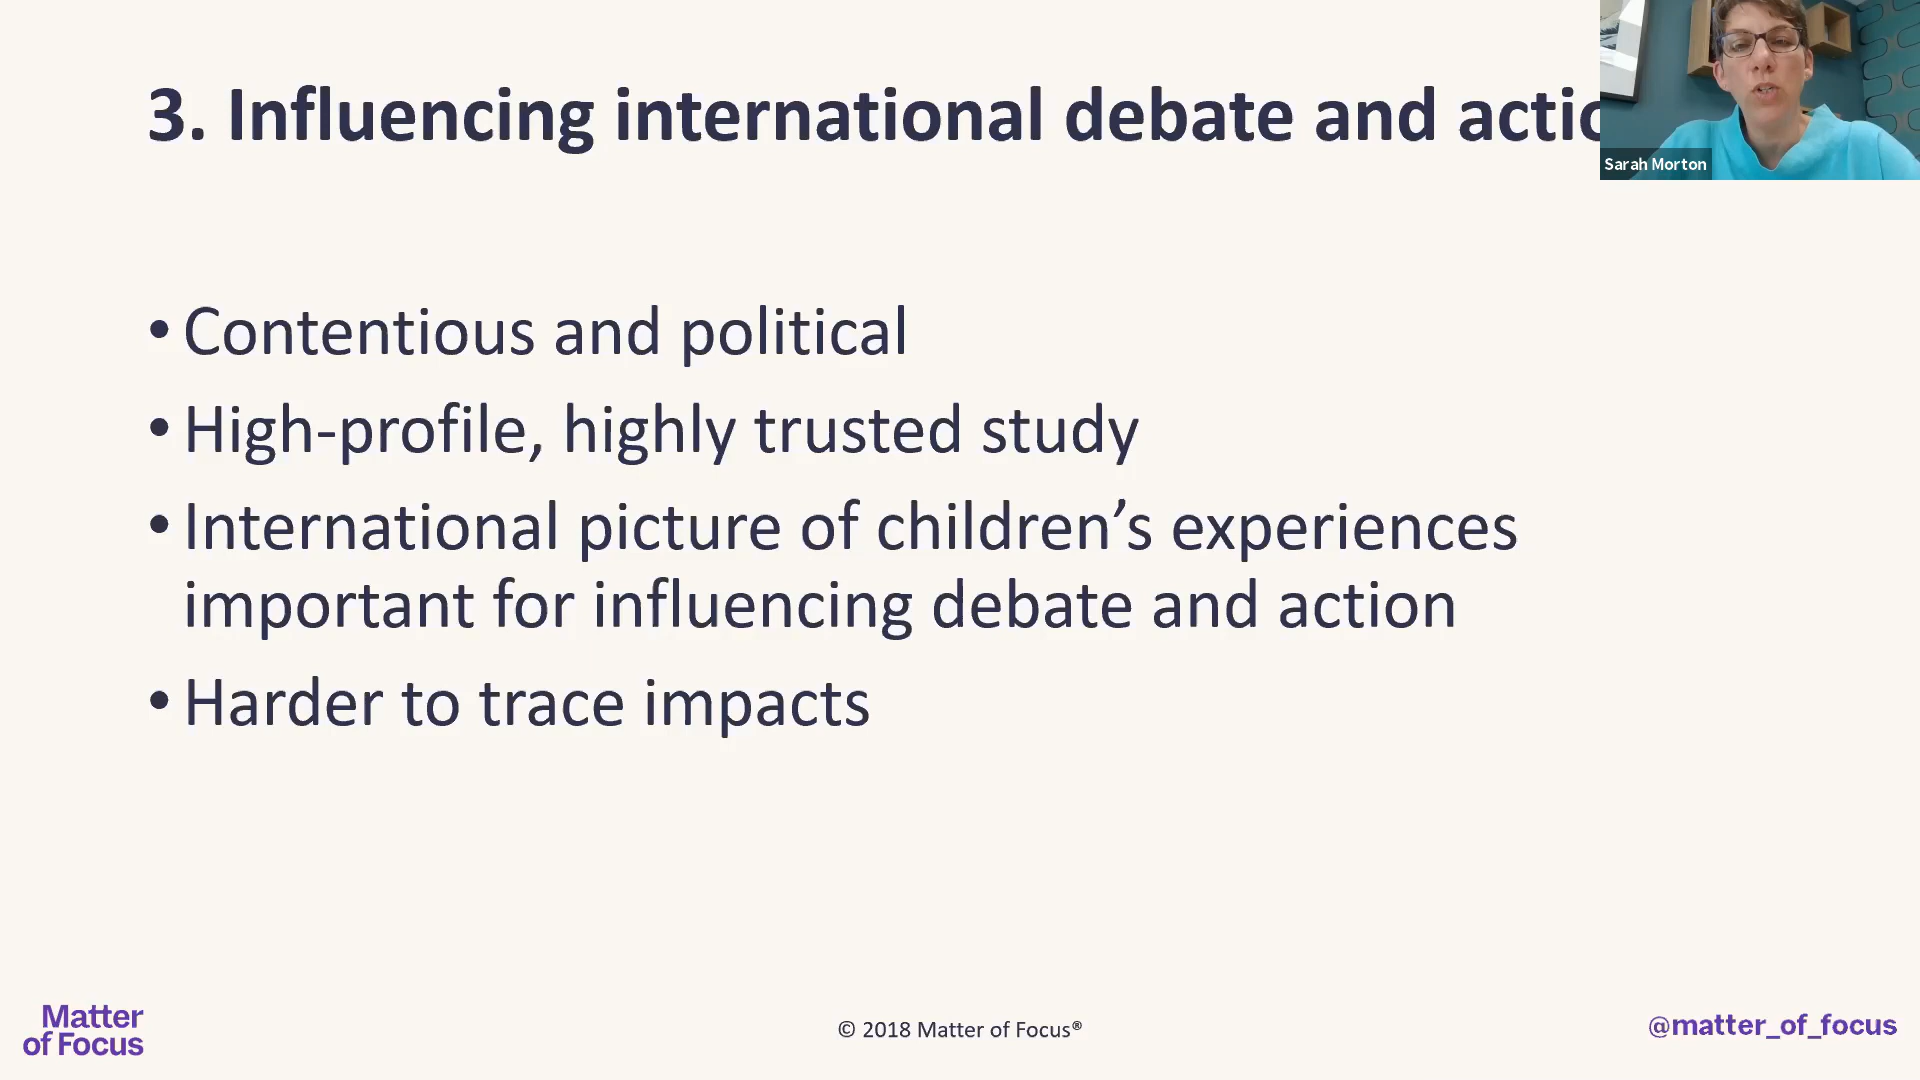 3. Influencing international debate and actio
Sarah Morton
• Contentious and political
• High-profile, highly trusted study
• International picture of children’s experiences
important for influencing debate and action
• Harder to trace impacts
Matter
of Focus
© 2018 Matter of Focus®
@matter_of_focus